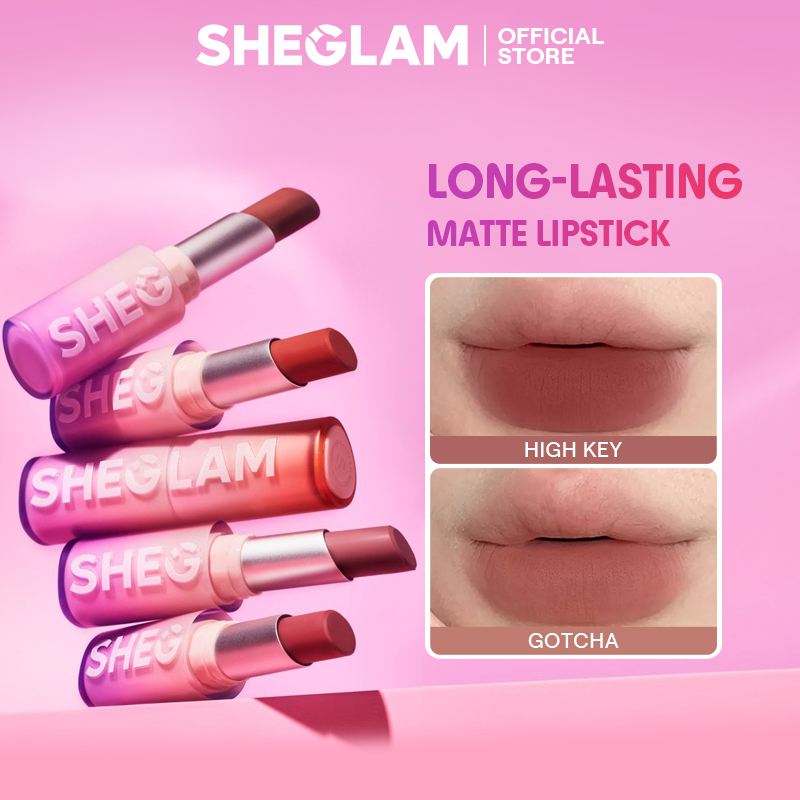 SHEGLAM
OFFICIAL
STORE
LONG-LASTING
MATTE LIPSTICK
SHEG
SHEG
SHEGLAM
SHEG
SHEG
HIGH KEY
GOTCHA